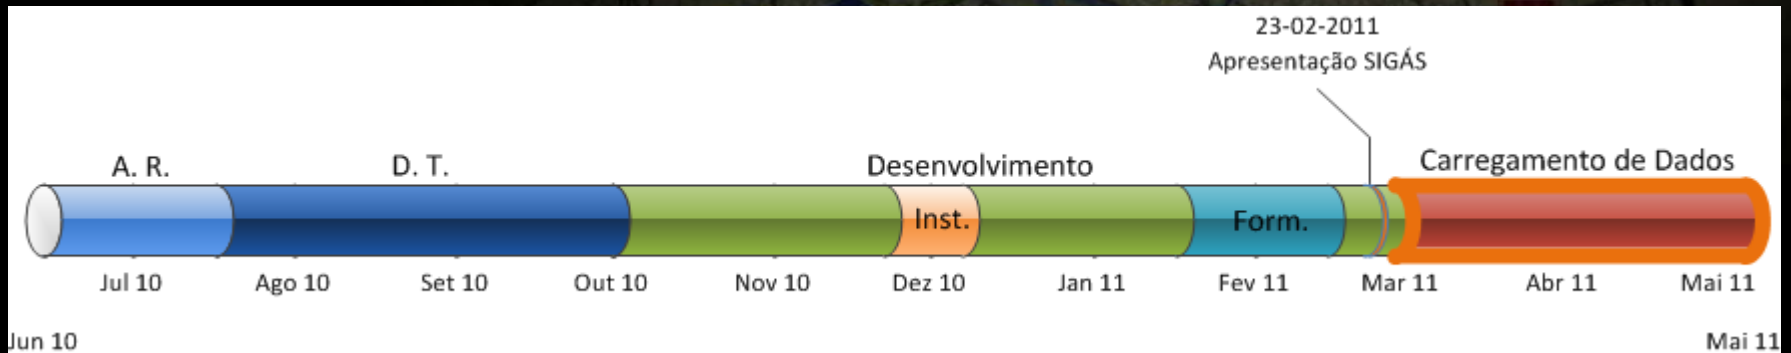 23-02-2011
Apresentação SIGÁS
A. R.
D. T.
Desenvolvimento
Carregamento de Dados
Inst.
Form.
Jul 10
Ago 10
Set 10
Out 10
Nov 10
Dez 10
Jan 11
Fev 11
Mar 11
Abr 11
Mai 11
Jun 10
Mai 11